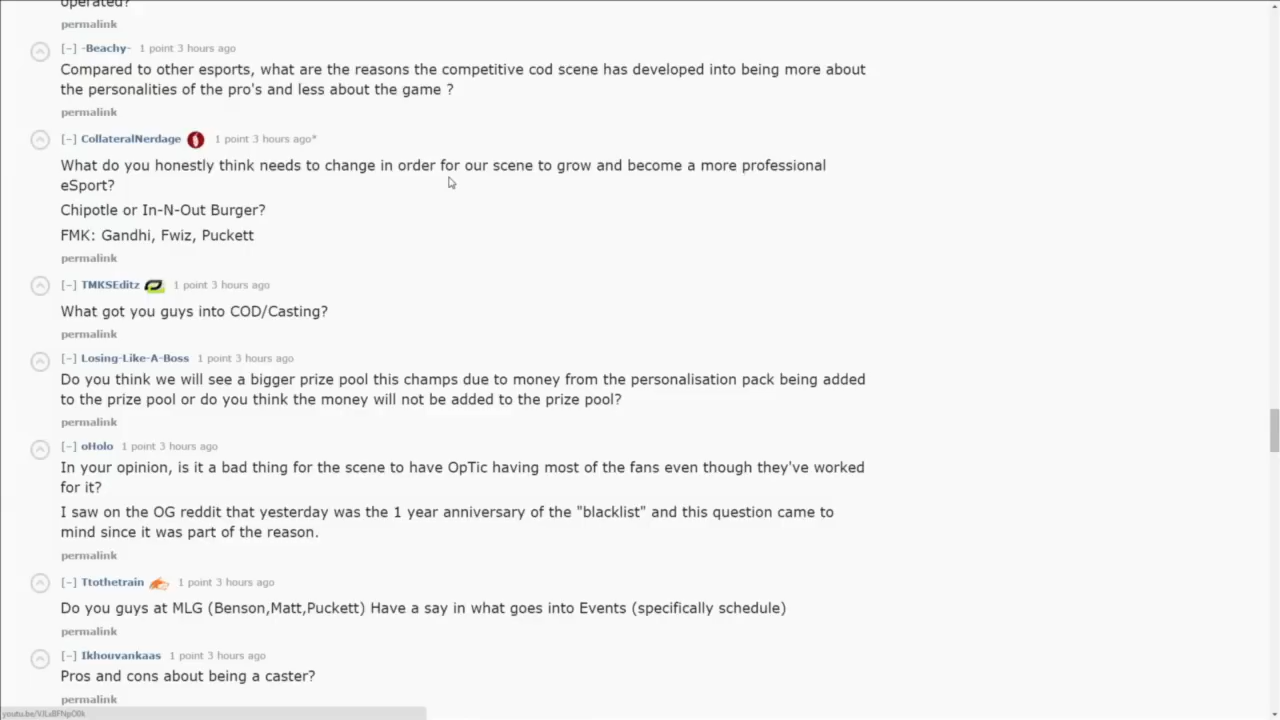 operated?
permalink
[–] -Beachy- 1 point 3 hours ago
Compared to other esports, what are the reasons the competitive cod scene has developed into being more about
the personalities of the pro's and less about the game ?
permalink
[–] CollateralNerdage 1 point 3 hours ago*
What do you honestly think needs to change in order for our scene to grow and become a more professional
eSport?
Chipotle or In-N-Out Burger?
FMK: Gandhi, Fwiz, Puckett
permalink
[–] TMKSEditz 1 point 3 hours ago
What got you guys into COD/Casting?
permalink
[–] Losing-Like-A-Boss 1 point 3 hours ago
Do you think we will see a bigger prize pool this champs due to money from the personalisation pack being added
to the prize pool or do you think the money will not be added to the prize pool?
permalink
[–] oHolo 1 point 3 hours ago
In your opinion, is it a bad thing for the scene to have OpTic having most of the fans even though they've worked
for it?
I saw on the OG reddit that yesterday was the 1 year anniversary of the "blacklist" and this question came to
mind since it was part of the reason.
permalink
[–] Ttothetrain 1 point 3 hours ago
Do you guys at MLG (Benson,Matt,Puckett) Have a say in what goes into Events (specifically schedule)
permalink
[–] Ikhouvankaas 1 point 3 hours ago
Pros and cons about being a caster?
permalink